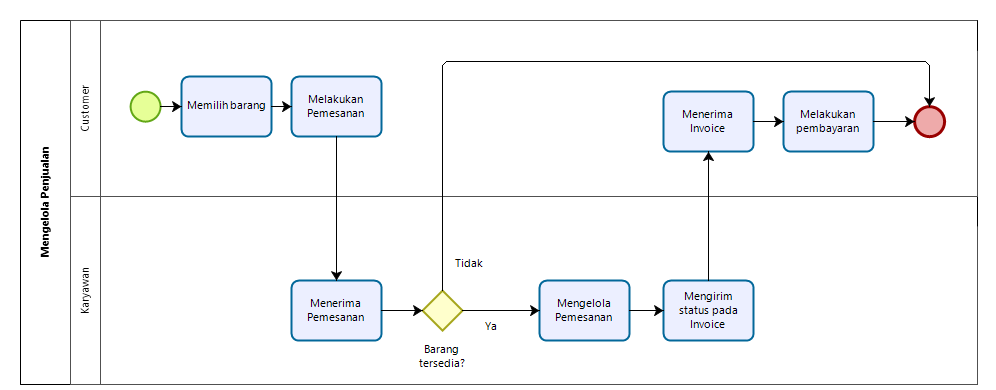 Mengelola Penjualan
Customer
Memilih barang
Melakukan
Pemesanan
Menerima
Invoice
Melakukan
pembayaran
Karyawan
Menerima
Pemesanan
Barang
tersedia?
Tidak
Ya
Mengelola
Pemesanan
Mengirim
status pada
Invoice